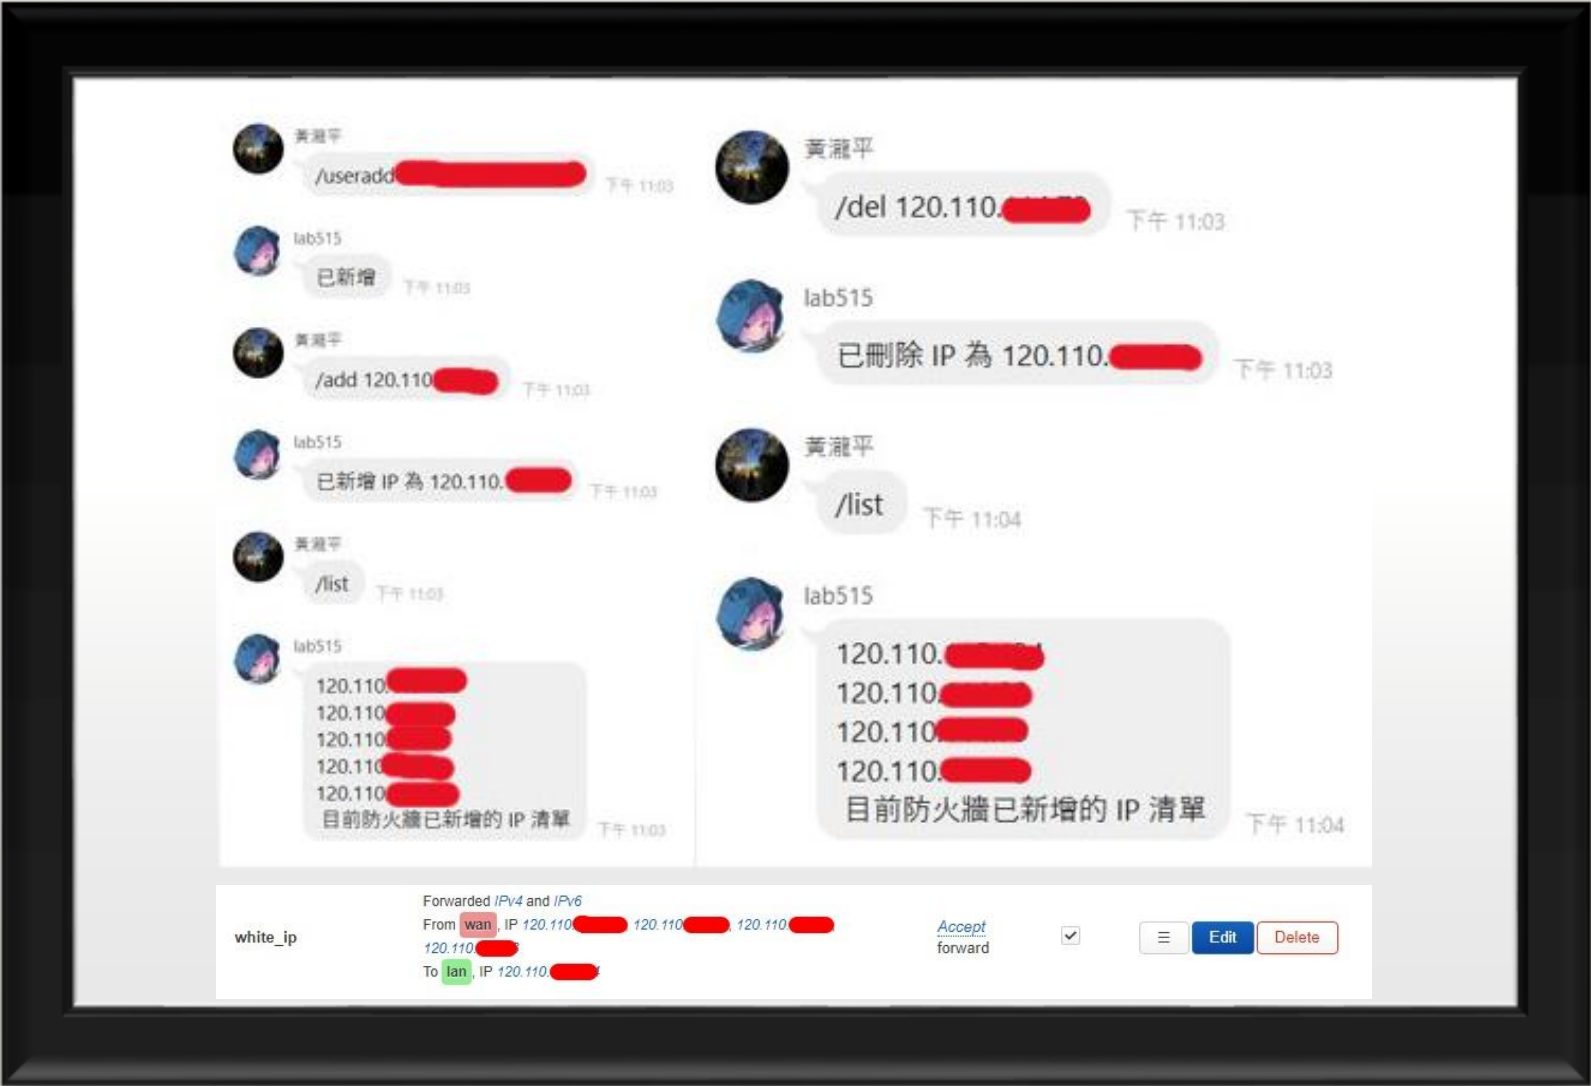 黃瀧平
/useradd
下午 11:03
lab515
已新增
下午 11:03
黃瀧平
/add 120.110
下午 11:03
lab515
已新增 IP 為 120.110.
下午 11:03
黃瀧平
/list
下午 11:03
lab515
120.110.
120.110
120.110
120.110
120.110
目前防火牆已新增的 IP 清單
下午 11:03
黃瀧平
/del 120.110.
下午 11:03
lab515
已刪除 IP 為 120.110.
下午 11:03
黃瀧平
/list
下午 11:04
lab515
120.110.
120.110.
120.110
120.110.
目前防火牆已新增的 IP 清單
下午 11:04
white_ip
Forwarded IPv4 and IPv6
From wan, IP 120.110. 120.110 , 120.110.
120.110.
To lan, IP 120.110.
Accept
forward
Edit
Delete